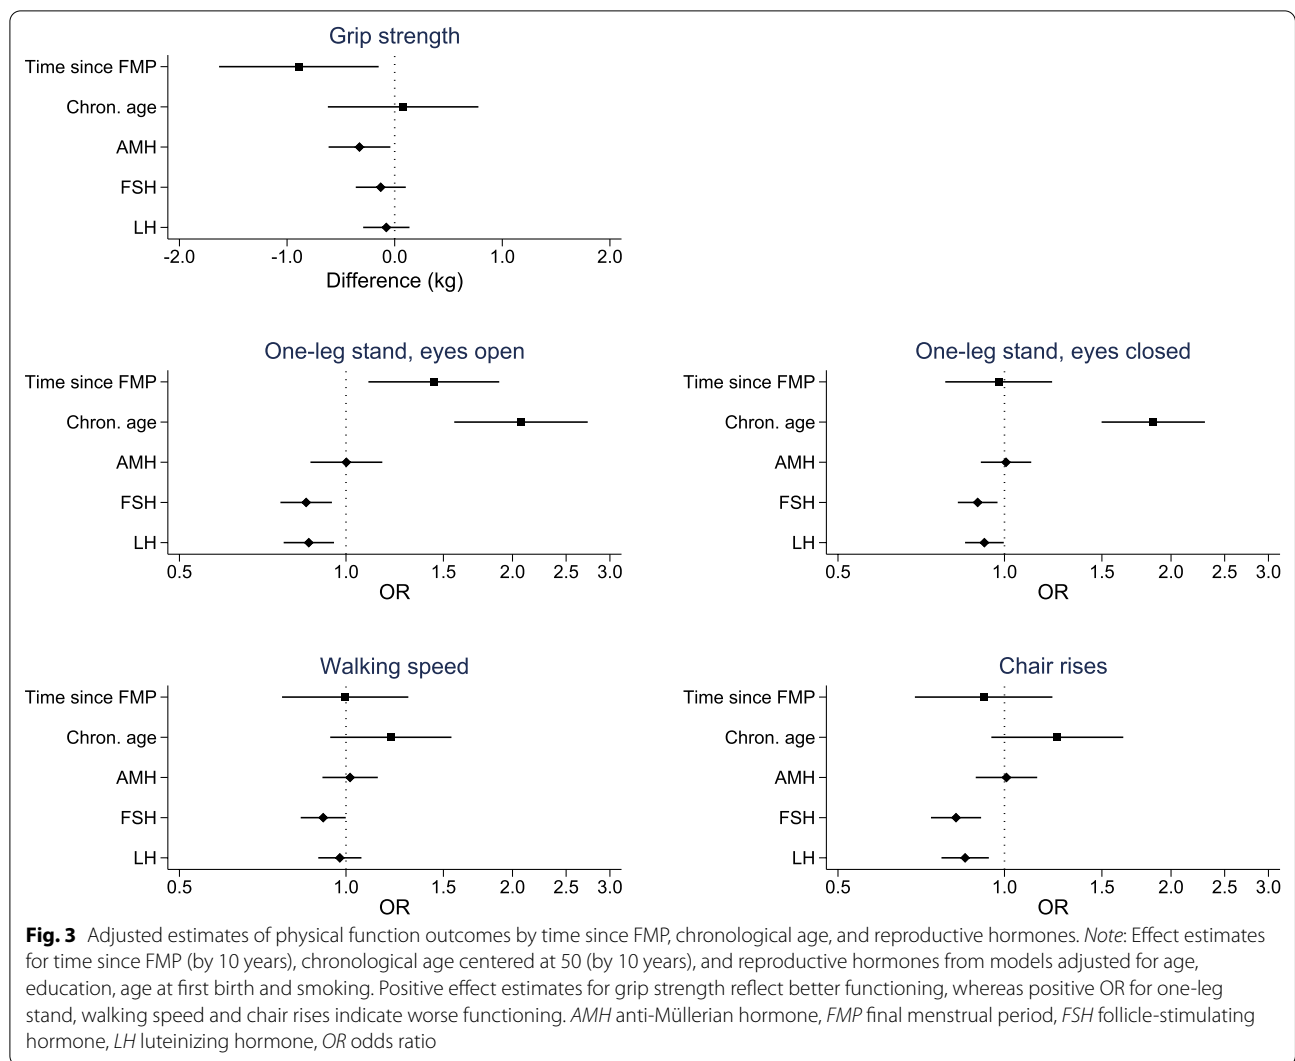 Grip strength
Time since FMP
Chron. age
AMH
FSH
LH
-2.0 -1.0 0.0 1.0 2.0
Difference (kg)
One-leg stand, eyes open
Time since FMP
Chron. age
AMH
FSH
LH
0.5 1.0 1.5 2.0 2.5 3.0
OR
One-leg stand, eyes closed
Time since FMP
Chron. age
AMH
FSH
LH
0.5 1.0 1.5 2.0 2.5 3.0
OR
Walking speed
Time since FMP
Chron. age
AMH
FSH
LH
0.5 1.0 1.5 2.0 2.5 3.0
OR
Chair rises
Time since FMP
Chron. age
AMH
FSH
LH
0.5 1.0 1.5 2.0 2.5 3.0
OR
Fig. 3 Adjusted estimates of physical function outcomes by time since FMP, chronological age, and reproductive hormones. Note: Effect estimates
for time since FMP (by 10 years), chronological age centered at 50 (by 10 years), and reproductive hormones from models adjusted for age,
education, age at first birth and smoking. Positive effect estimates for grip strength reflect better functioning, whereas positive OR for one-leg
stand, walking speed and chair rises indicate worse functioning. AMH anti-Müllerian hormone, FMP final menstrual period, FSH follicle-stimulating
hormone, LH luteinizing hormone, OR odds ratio